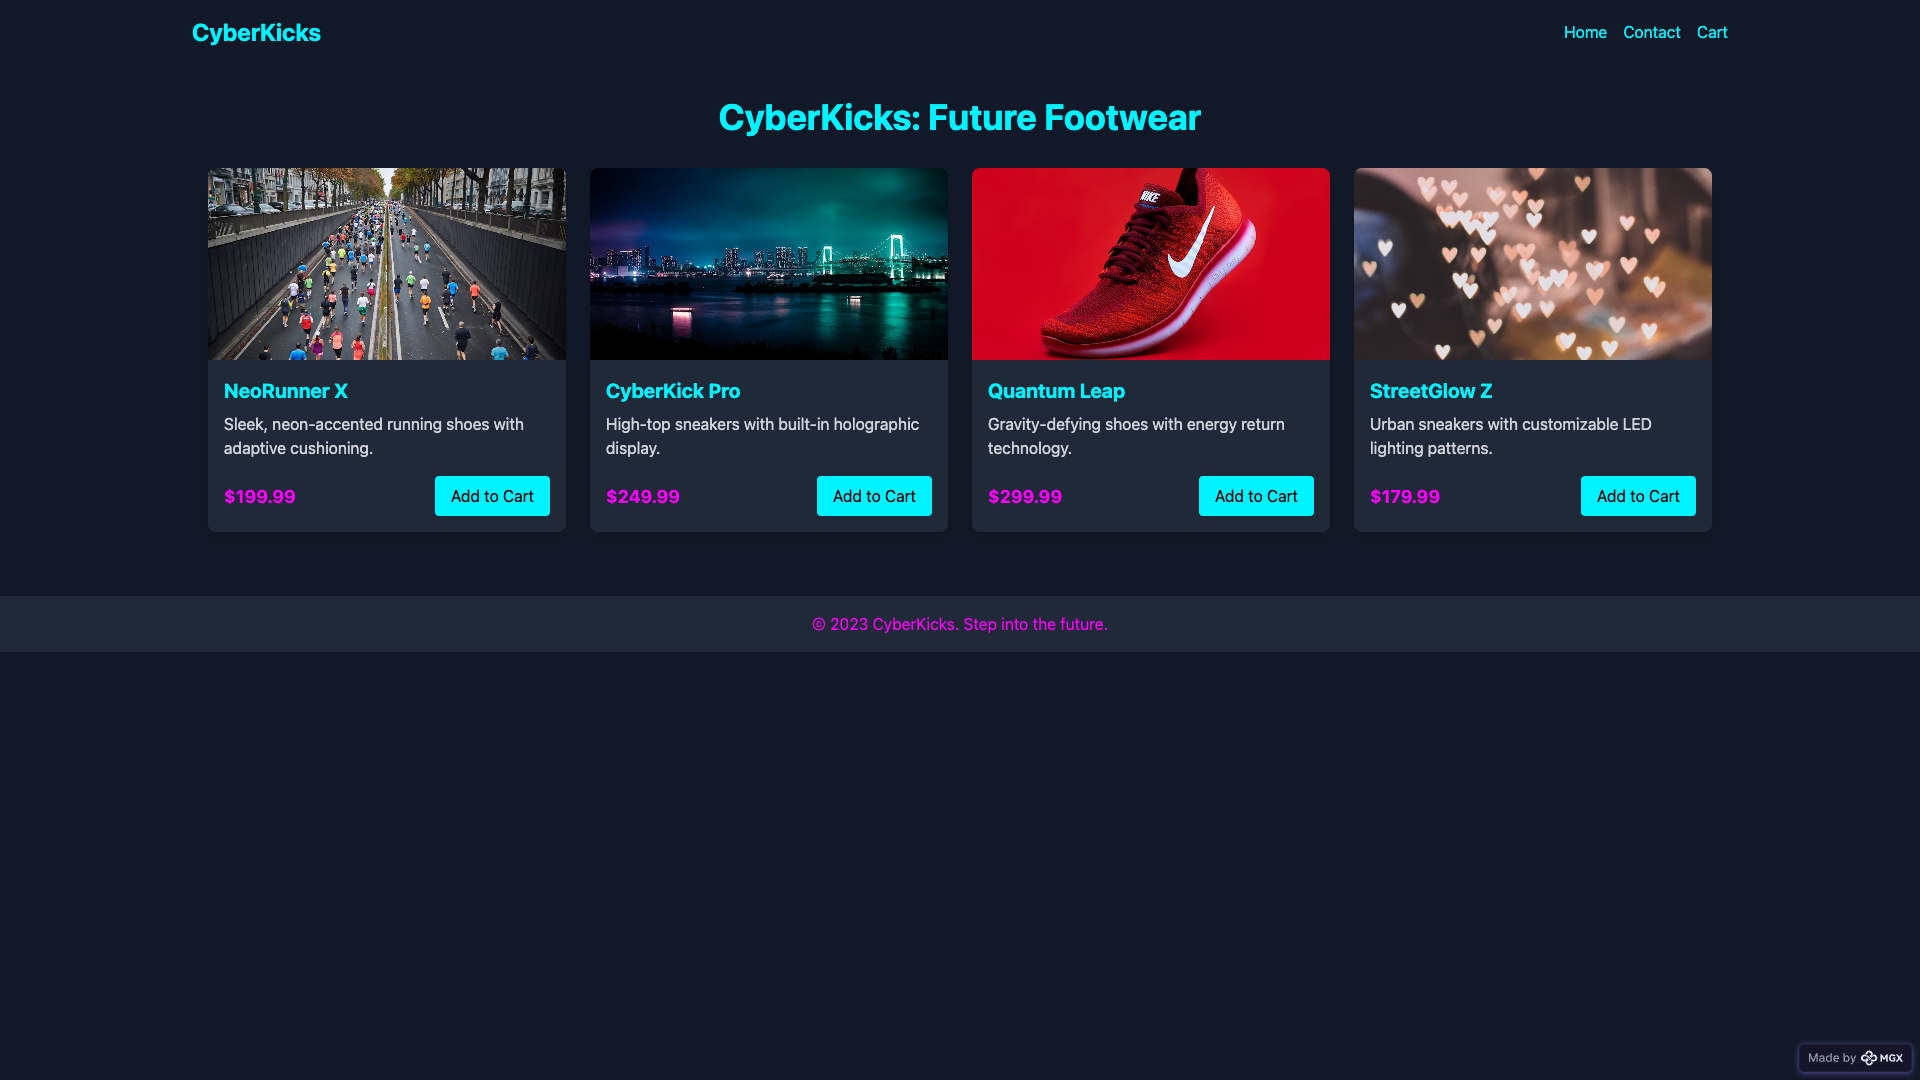 CyberKicks
Home Contact Cart
CyberKicks: Future Footwear
NIKE
NeoRunner X
Sleek, neon-accented running shoes with
adaptive cushioning.
$199.99 Add to Cart
CyberKick Pro
High-top sneakers with built-in holographic
display.
$249.99 Add to Cart
Quantum Leap
Gravity-defying shoes with energy return
technology.
$299.99 Add to Cart
StreetGlow Z
Urban sneakers with customizable LED
lighting patterns.
$179.99 Add to Cart
© 2023 CyberKicks. Step into the future.
Made by MGX